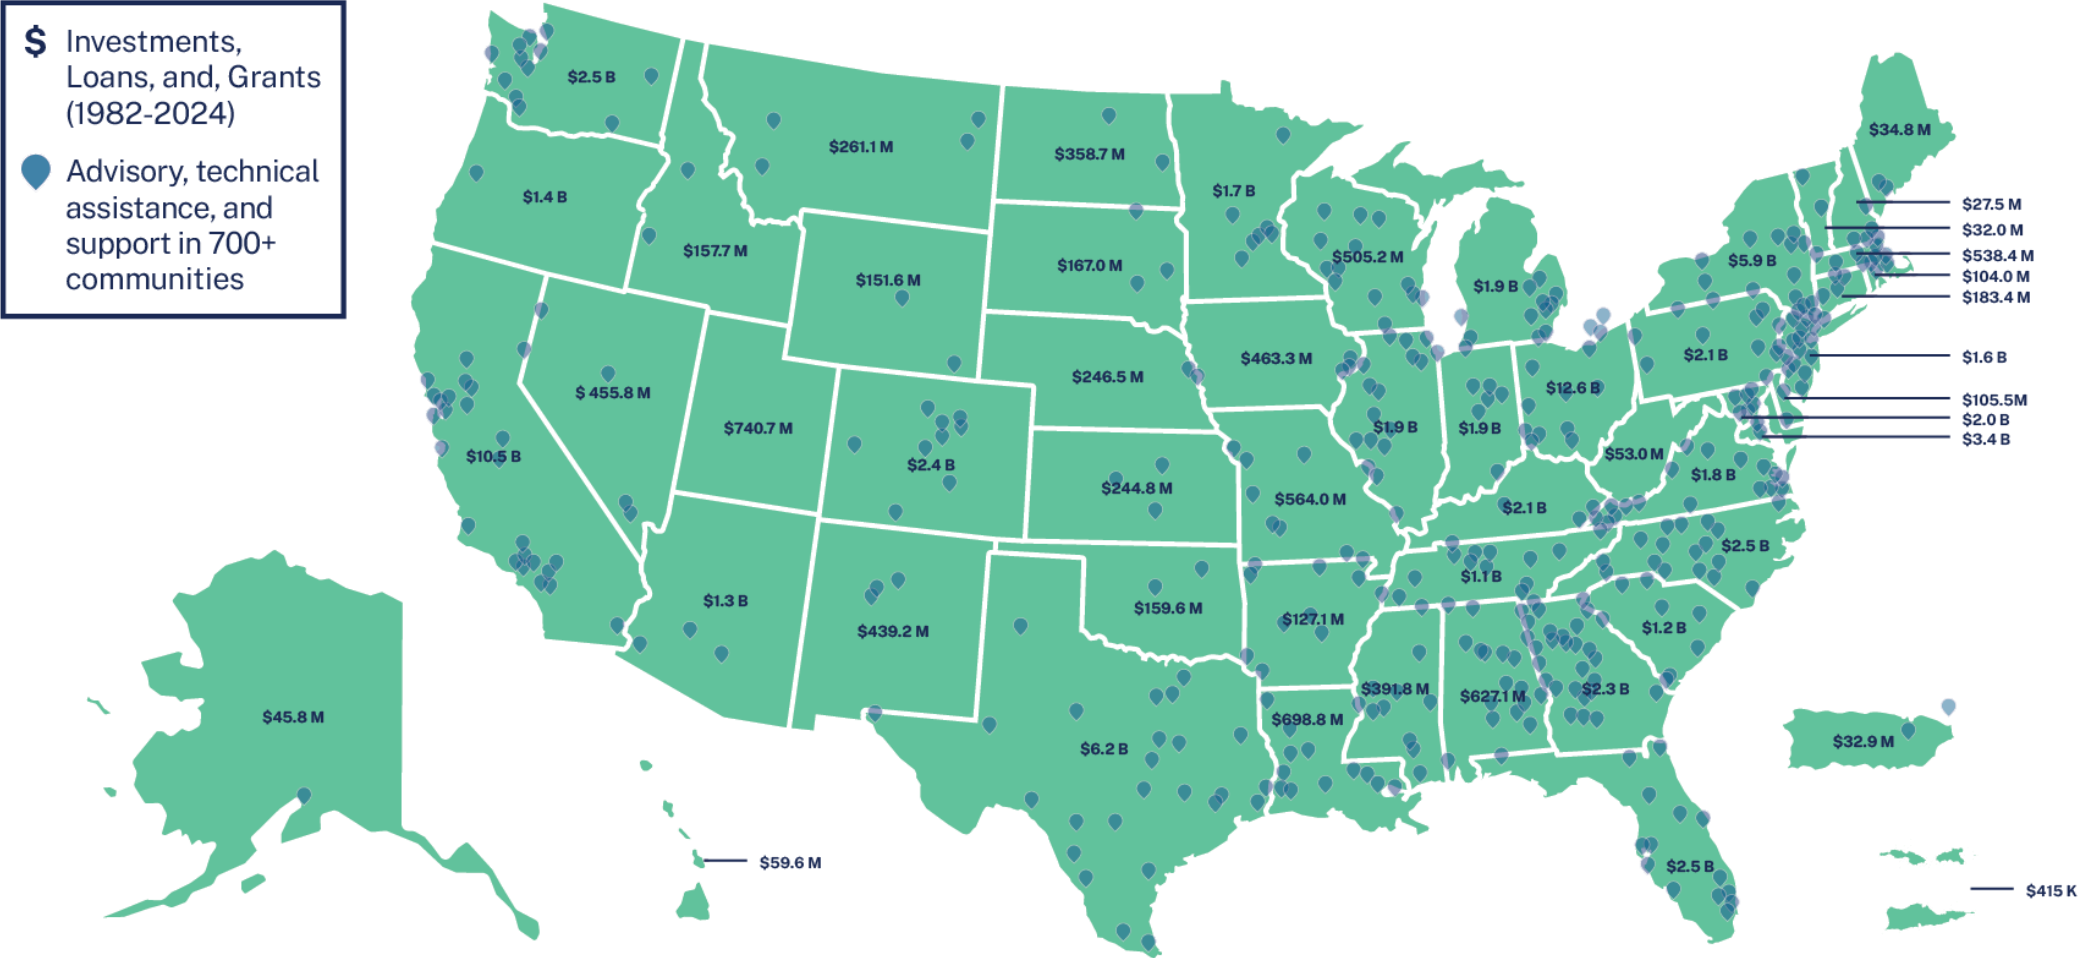 $ Investments,
Loans, and, Grants
(1982-2024)
Advisory, technical
assistance, and
support in 700+
communities
$2.5 B
$1.4 B
$261.1 M
$157.7 M
$151.6 M
$358.7 M
$167.0 M
$246.5 M
$244.8 M
$1.7 B
$463.3 M
$505.2 M
$1.9 B
$34.8 M
$27.5 M
$32.0 M
$538.4 M
$104.0 M
$183.4 M
$5.9 B
$2.1 B
$1.6 B
$105.5M
$2.0 B
$3.4 B
$12.6 B
$1.9 B
$1.9 B
$53.0 M
$1.8 B
$10.5 B
$ 455.8 M
$740.7 M
$2.4 B
$564.0 M
$2.1 B
$2.5 B
$1.3 B
$439.2 M
$159.6 M
$127.1 M
$1.1 B
$1.2 B
$391.8 M
$627.1 M
$2.3 B
$698.8 M
$6.2 B
$2.5 B
$45.8 M
$59.6 M
$32.9 M
$415 K